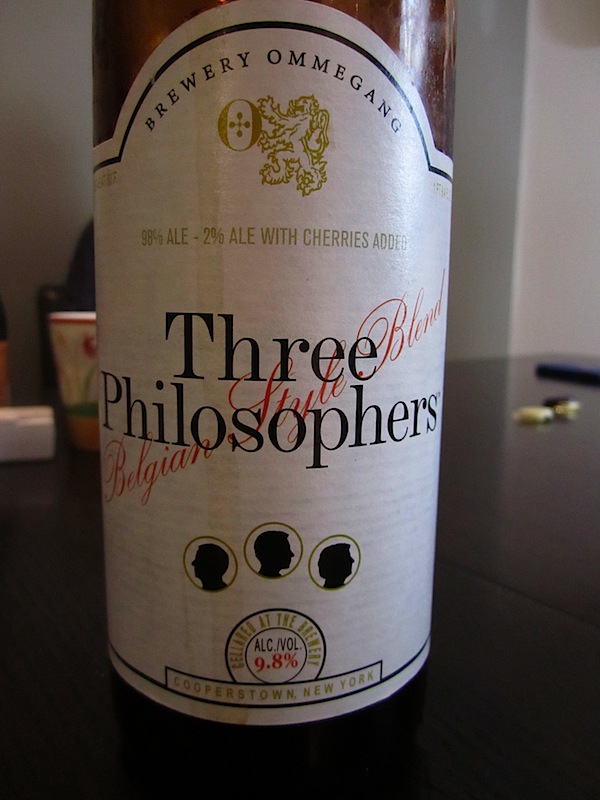 BREWERY OMMEGANG
98% ALE - 2% ALE WITH CHERRIES ADDED
Three
Philosophers
Belgian Style Blend
CELLARED AT THE BREWERY
ALC./VOL.
9.8%
COOPERSTOWN, NEW YORK